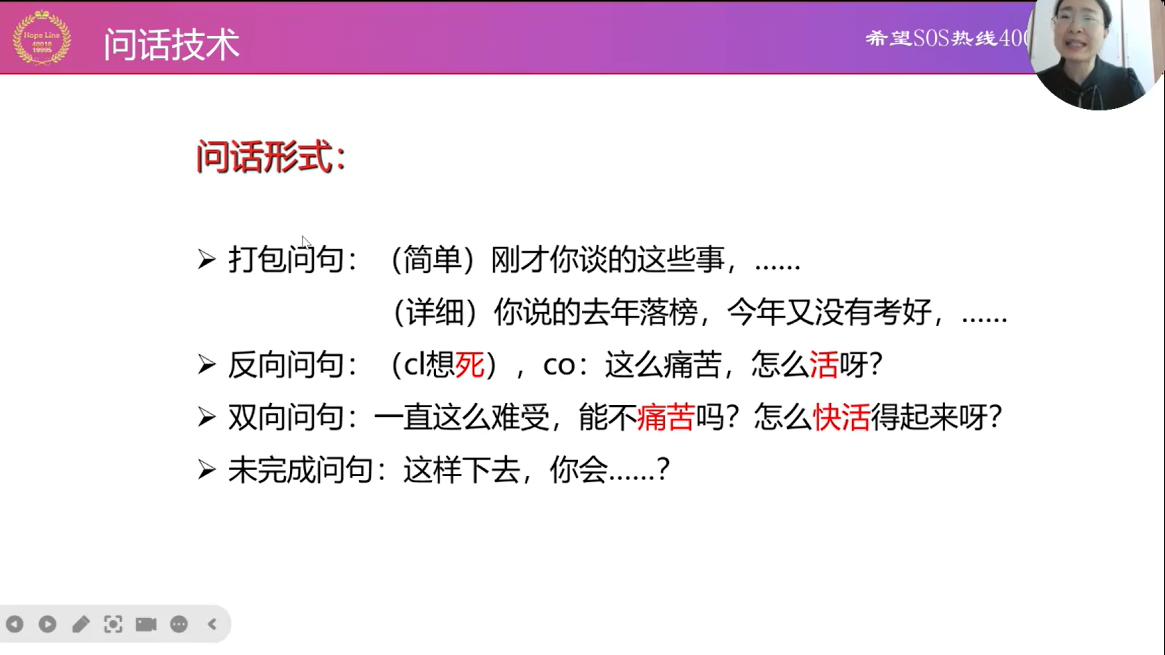 Hope Line
40010
19995
问话技术
希望SOS热线400
问话形式：
➢ 打包问句：（简单）刚才你谈的这些事，……
（详细）你说的去年落榜，今年又没有考好，……
➢ 反向问句：（cl想死），co：这么痛苦，怎么活呀？
➢ 双向问句：一直这么难受，能不痛苦吗？怎么快活得起来呀？
➢ 未完成问句：这样下去，你会……？